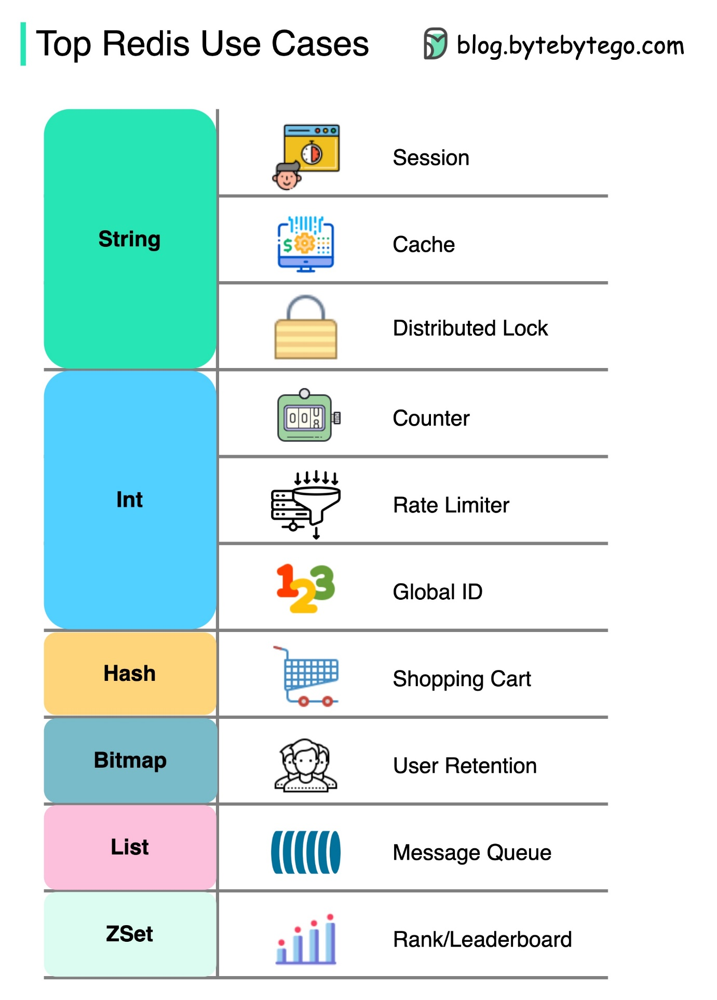 Top Redis Use Cases
blog.bytebytego.com
String
Session
Cache
Distributed Lock
Int
Counter
Rate Limiter
Global ID
Hash
Shopping Cart
Bitmap
User Retention
List
Message Queue
ZSet
Rank/Leaderboard